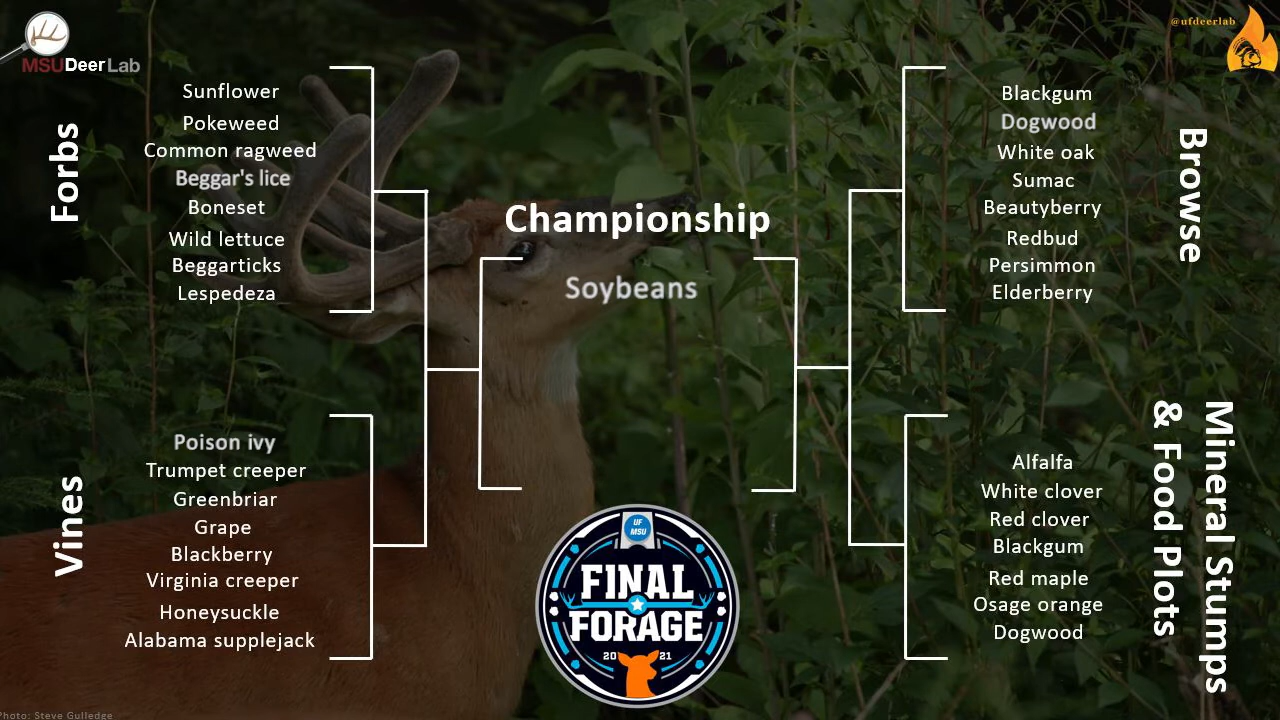 MSUDeerLab
@ufdeerlab
Forbs
Sunflower
Pokeweed
Common ragweed
Beggar's lice
Boneset
Wild lettuce
Beggarticks
Lespedeza
Vines
Poison ivy
Trumpet creeper
Greenbriar
Grape
Blackberry
Virginia creeper
Honeysuckle
Alabama supplejack
Championship
Soybeans
UF
MSU
FINAL
FORAGE
20 21
Browse
Blackgum
Dogwood
White oak
Sumac
Beautyberry
Redbud
Persimmon
Elderberry
Mineral Stumps
& Food Plots
Alfalfa
White clover
Red clover
Blackgum
Red maple
Osage orange
Dogwood
Photo: Steve Gulledge